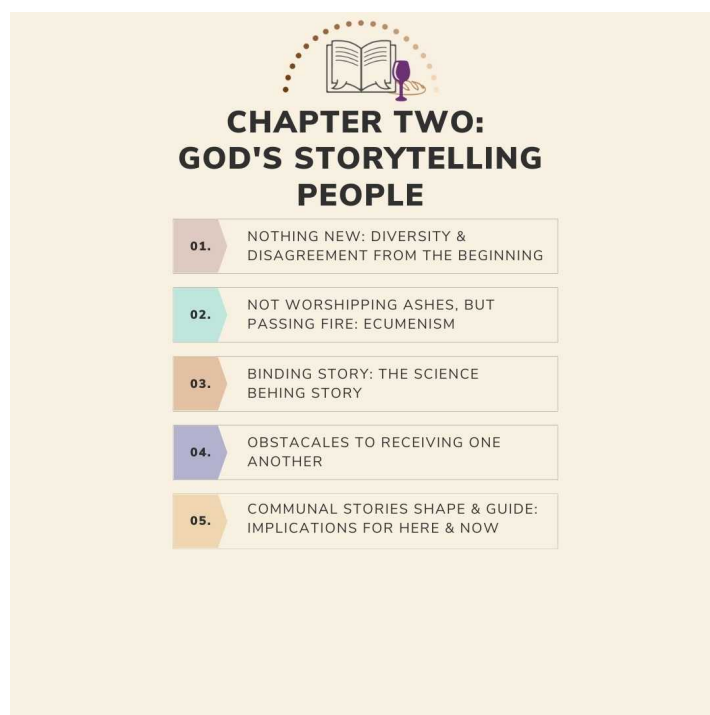 CHAPTER TWO:
GOD'S STORYTELLING
PEOPLE
01.
NOTHING NEW: DIVERSITY &
DISAGREEMENT FROM THE BEGINNING
02.
NOT WORSHIPPING ASHES, BUT
PASSING FIRE: ECUMENISM
03.
BINDING STORY: THE SCIENCE
BEHING STORY
04.
OBSTACALES TO RECEIVING ONE
ANOTHER
05.
COMMUNAL STORIES SHAPE & GUIDE:
IMPLICATIONS FOR HERE & NOW